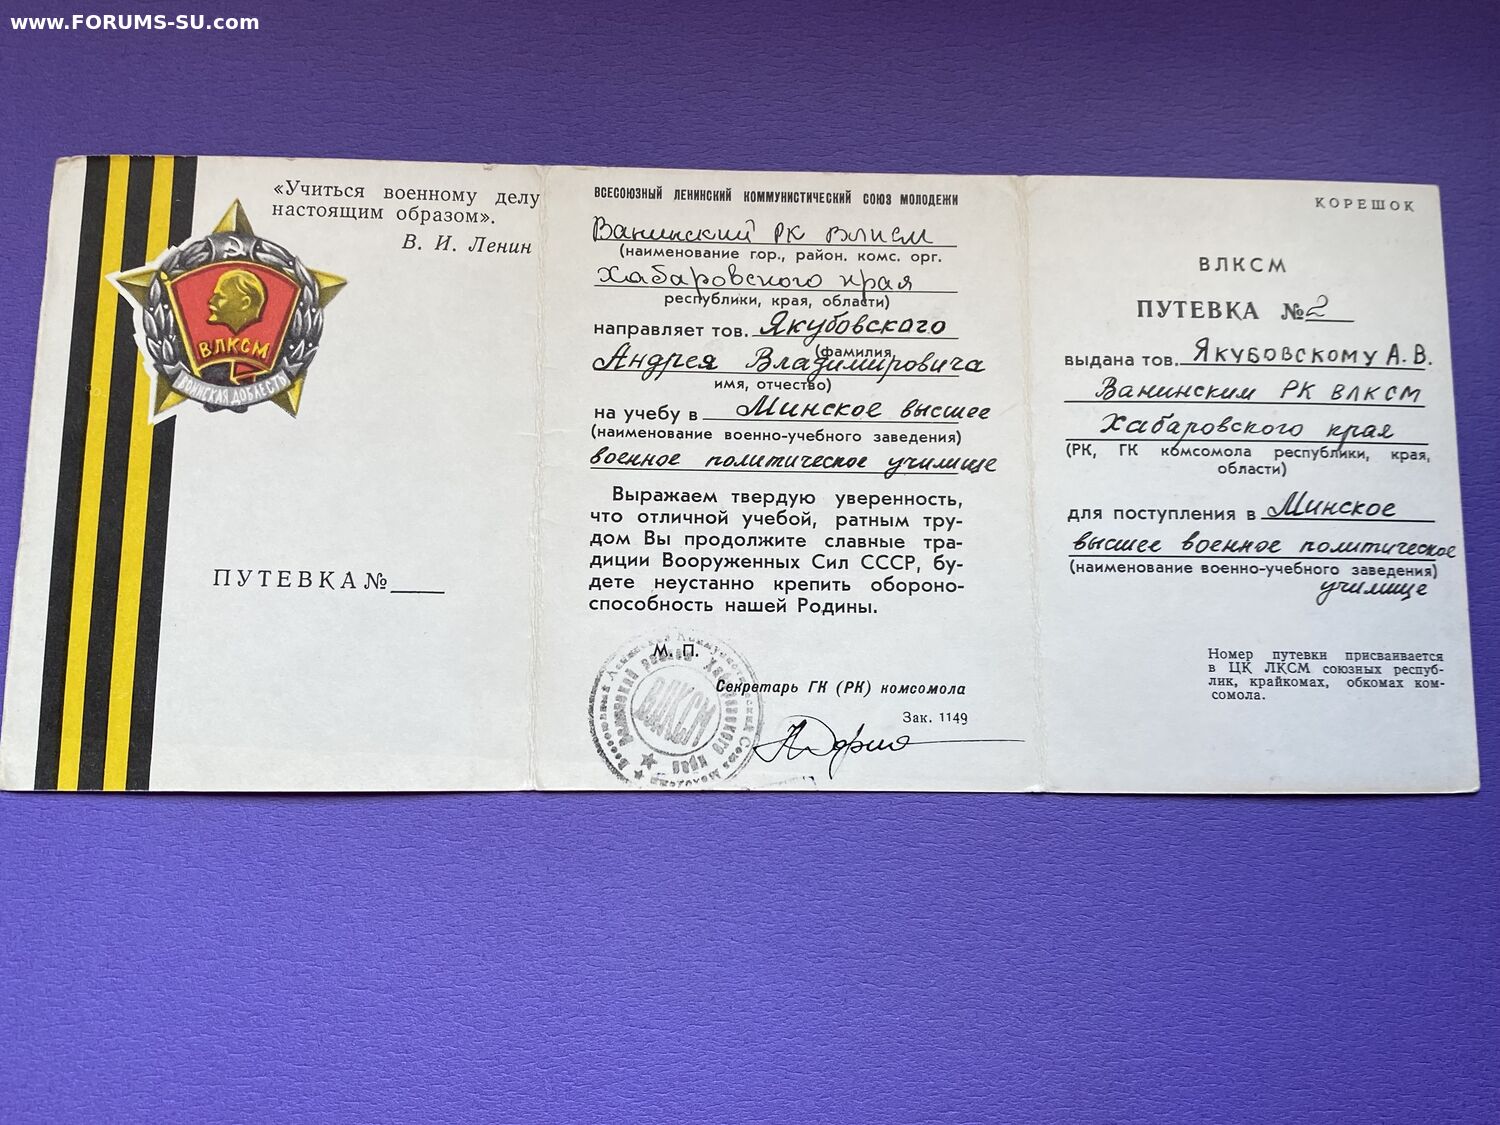 www.FORUMS-SU.com
«Учиться военному делу
настоящим образом».
В. И. Ленин
ВЛКСМ
ВОИНСКАЯ ДОБЛЕСТЬ
ПУТЕВКА №
ВСЕСОЮЗНЫЙ ЛЕНИНСКИЙ КОММУНИСТИЧЕСКИЙ СОЮЗ МОЛОДЕЖИ
Ванинский РК ВЛКСМ
(наименование гор., район. комс. орг.
Хабаровского края
республики, края, области)
направляет тов. Якубовского
(фамилия,
Андрея Владимировича
имя, отчество)
на учебу в Минское высшее
(наименование военно-учебного заведения)
военное политическое училище
Выражаем твердую уверенность,
что отличной учебой, ратным тру-
дом Вы продолжите славные тра-
диции Вооруженных Сил СССР, бу-
дете неустанно крепить обороно-
способность нашей Родины.
М. П.
ВЛКСМ
Секретарь ГК (РК) комсомола
Зак. 1149
КОРЕШОК
ВЛКСМ
ПУТЕВКА №2
выдана тов. Якубовскому А. В.
Ванинским РК ВЛКСМ
Хабаровского края
(РК, ГК комсомола республики, края,
области)
для поступления в Минское
высшее военное политическое
(наименование военно-учебного заведения)
училище
Номер путевки присваивается
в ЦК ЛКСМ союзных респуб-
лик, крайкомах, обкомах ком-
сомола.